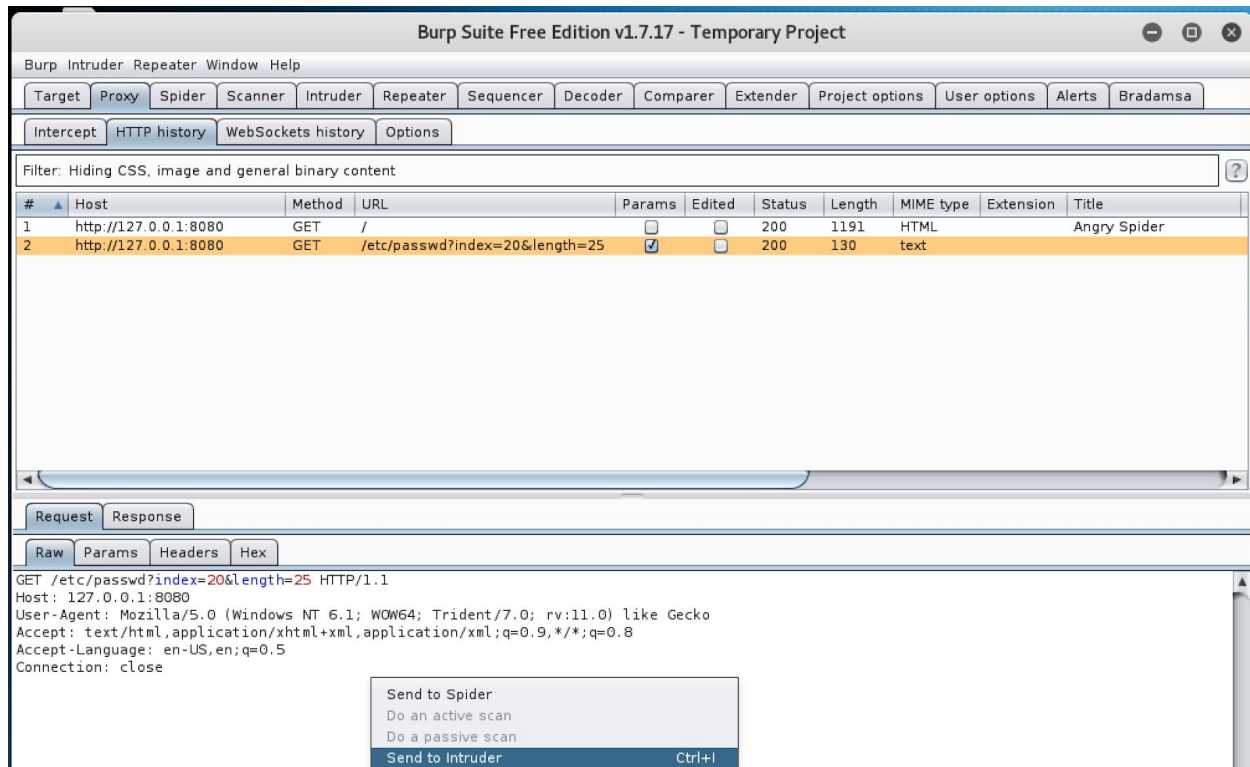 Burp Suite Free Edition v1.7.17 - Temporary Project
Burp Intruder Repeater Window Help
Target Proxy Spider Scanner Intruder Repeater Sequencer Decoder Comparer Extender Project options User options Alerts Bradamsa
Intercept HTTP history WebSockets history Options
Filter: Hiding CSS, image and general binary content ?
# Host Method URL Params Edited Status Length MIME type Extension Title
1 http://127.0.0.1:8080 GET / 200 1191 HTML Angry Spider
2 http://127.0.0.1:8080 GET /etc/passwd?index=20&length=25 200 130 text
Request Response
Raw Params Headers Hex
GET /etc/passwd?index=20&length=25 HTTP/1.1
Host: 127.0.0.1:8080
User-Agent: Mozilla/5.0 (Windows NT 6.1; WOW64; Trident/7.0; rv:11.0) like Gecko
Accept: text/html,application/xhtml+xml,application/xml;q=0.9,*/*;q=0.8
Accept-Language: en-US,en;q=0.5
Connection: close
Send to Spider
Do an active scan
Do a passive scan
Send to Intruder Ctrl+I